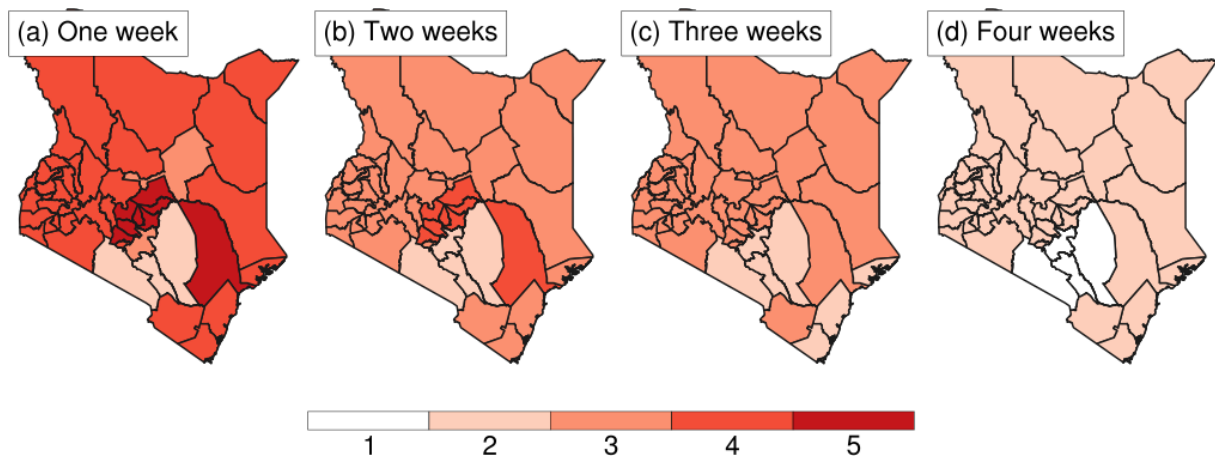 (a) One week
(b) Two weeks
(c) Three weeks
(d) Four weeks
1 2 3 4 5